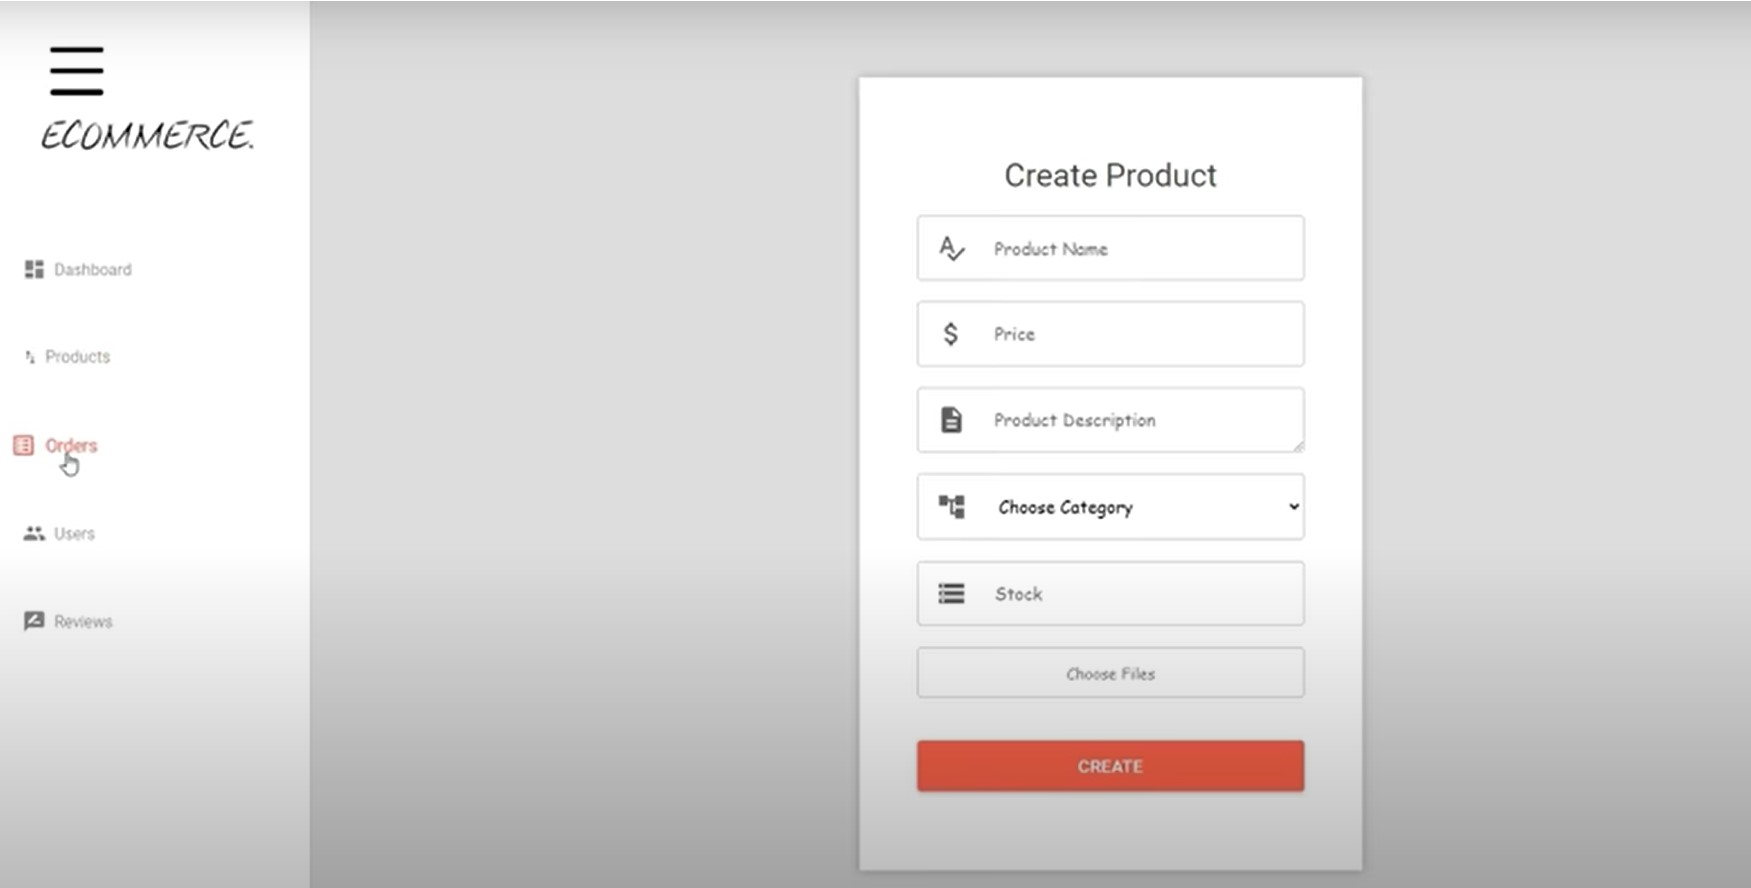 ECOMMERCE.
Dashboard
Products
Orders
Users
Reviews
Create Product
Product Name
$ Price
Product Description
Choose Category
Stock
Choose Files
CREATE